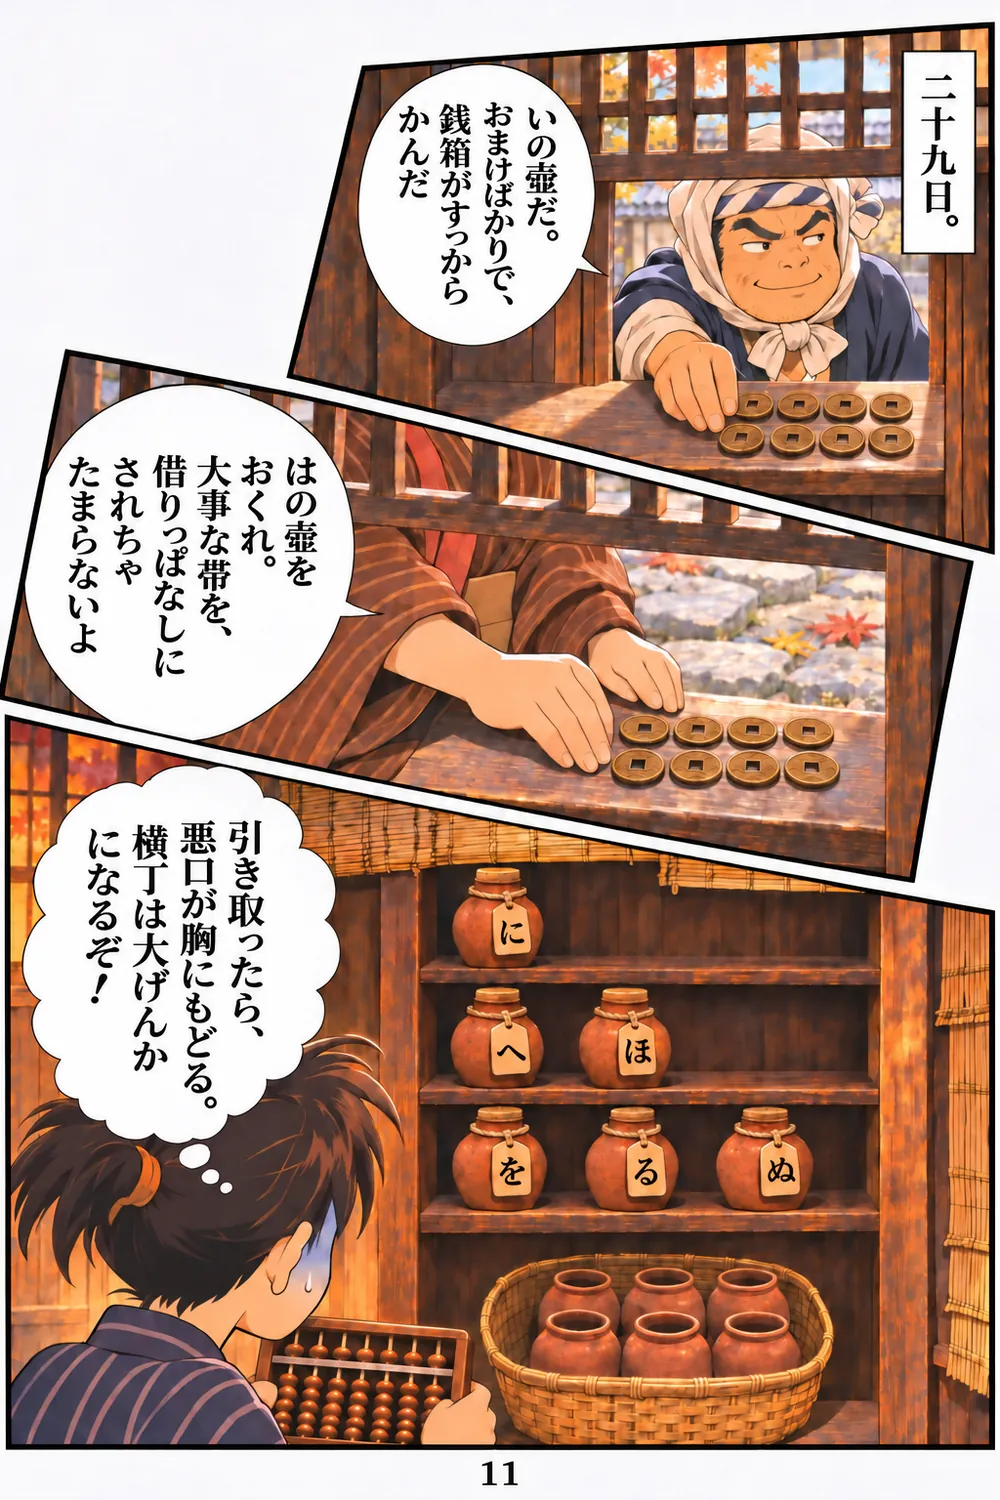 二十九日。
いの壺だ。
おまけばかりで、
銭箱がすっから
かんだ
はの壺を
おくれ。
大事な帯を、
借りっぱなしに
されちゃ
たまらないよ
引き取ったら、
悪口が胸にもどる。
横丁は大げんか
になるぞ！
に
ほ
へ
ぬ
る
を
11